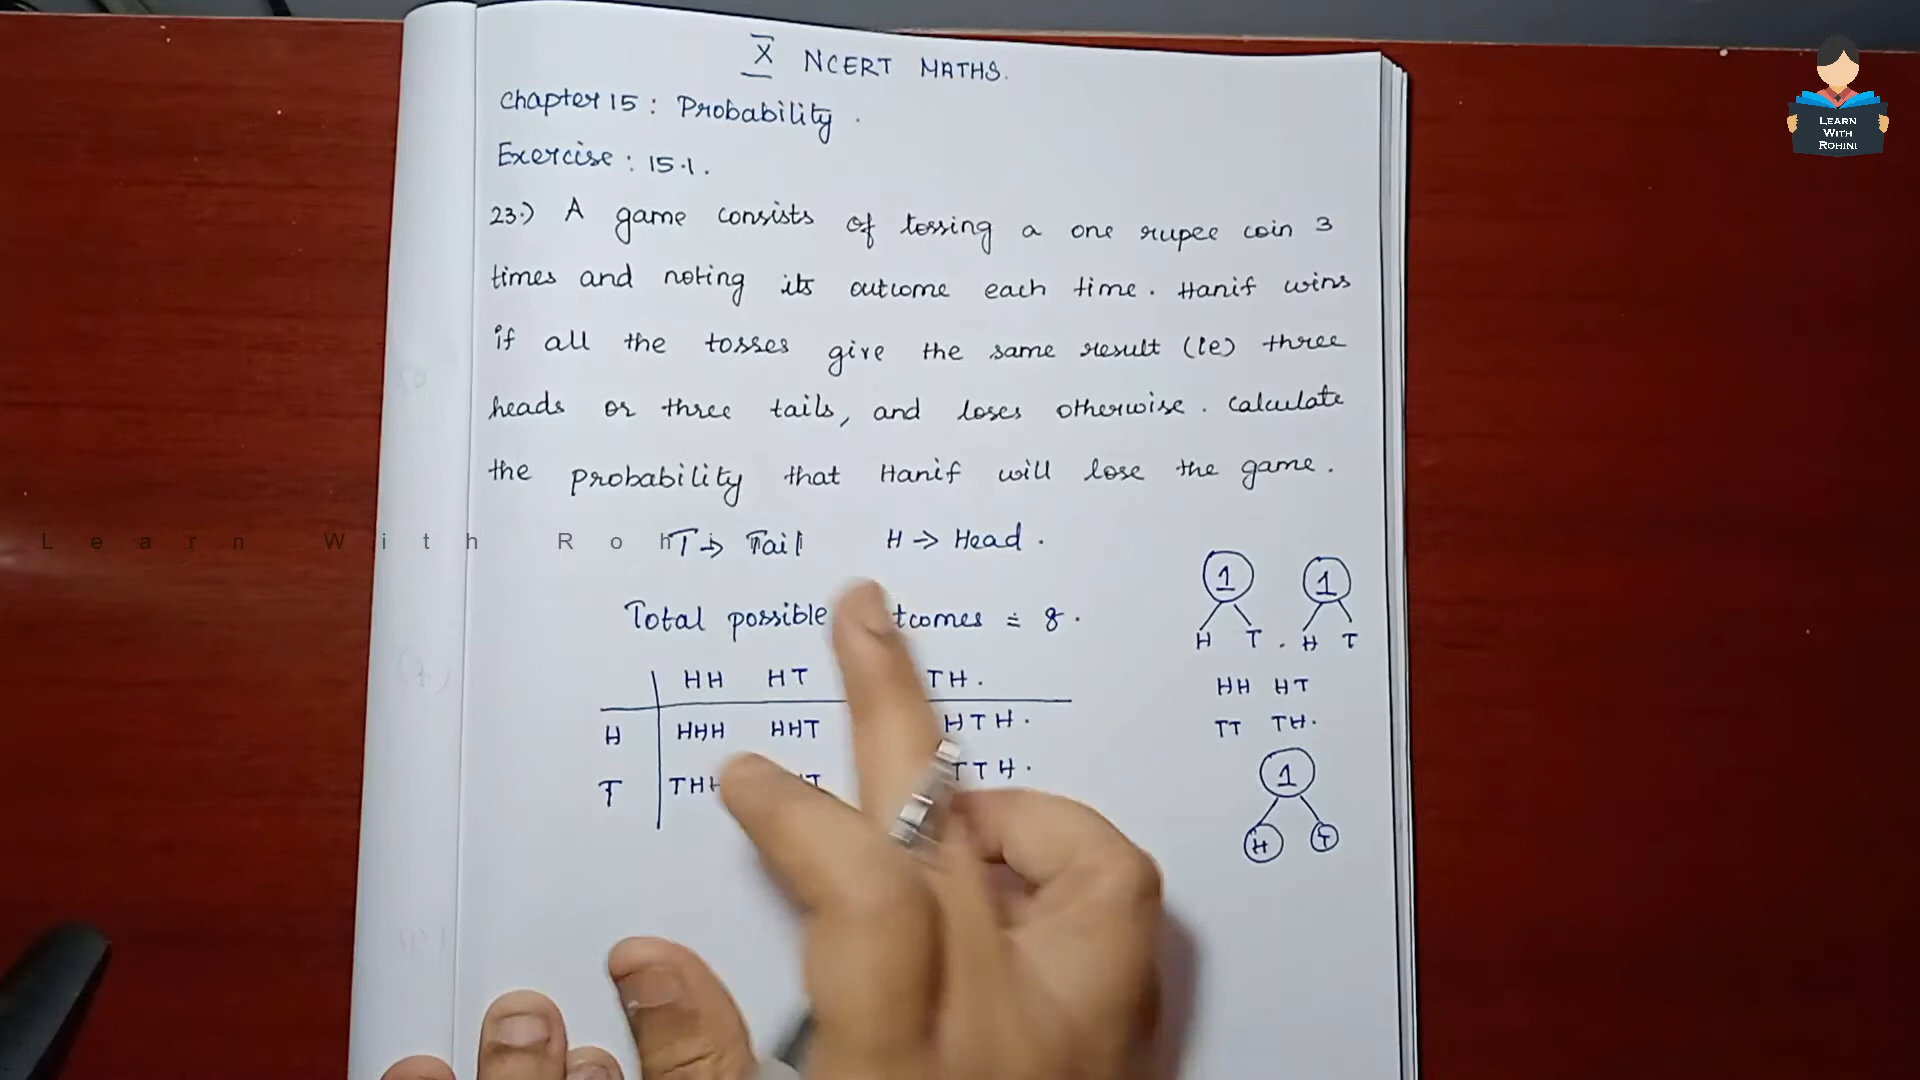 X NCERT MATHS.
Chapter 15 : Probability.
Exercise : 15.1.
23.) A game consists of tossing a one rupee coin 3
times and noting its outcome each time. Hanif wins
if all the tosses give the same result (ie) three
heads or three tails, and loses otherwise. Calculate
the probability that Hanif will lose the game.
Learn With
T → Tail H → Head.
Total possible = 8.
HH HT TH.
H HHH HHT HTH.
T TTH.
1 1
H T . H T
HH HT
TT TH.
1
H T
LEARN
WITH
ROHINI